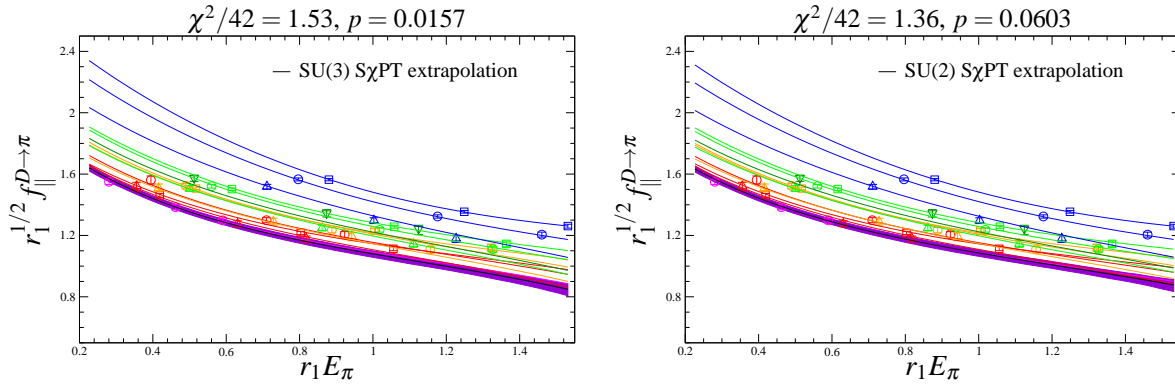 χ²/42 = 1.53, p = 0.0157
— SU(3) SχPT extrapolation
r₁^{1/2} f_∥^{D→π}
2.4
2
1.6
1.2
0.8
0.2 0.4 0.6 0.8 1 1.2 1.4
r₁E_π
χ²/42 = 1.36, p = 0.0603
— SU(2) SχPT extrapolation
r₁^{1/2} f_∥^{D→π}
2.4
2
1.6
1.2
0.8
0.2 0.4 0.6 0.8 1 1.2 1.4
r₁E_π